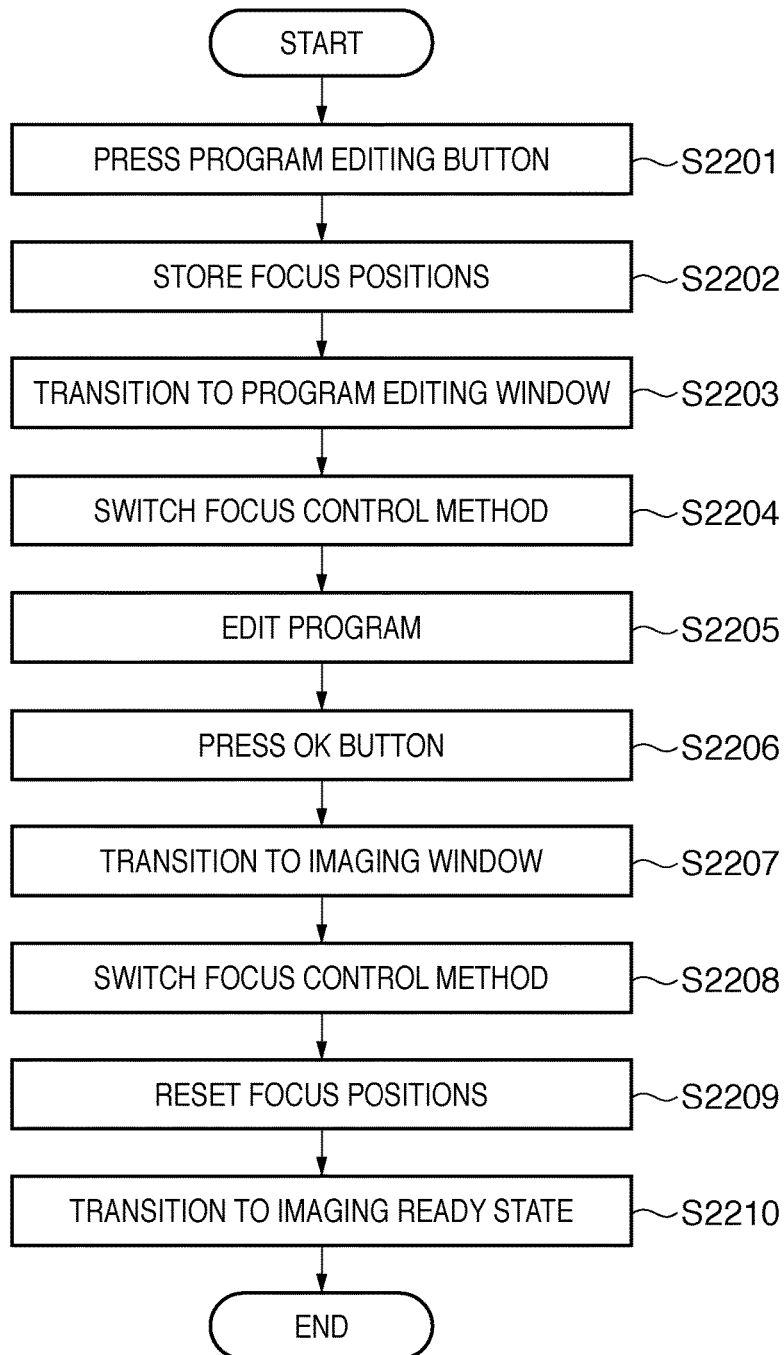 START
PRESS PROGRAM EDITING BUTTON S2201
STORE FOCUS POSITIONS S2202
TRANSITION TO PROGRAM EDITING WINDOW S2203
SWITCH FOCUS CONTROL METHOD S2204
EDIT PROGRAM S2205
PRESS OK BUTTON S2206
TRANSITION TO IMAGING WINDOW S2207
SWITCH FOCUS CONTROL METHOD S2208
RESET FOCUS POSITIONS S2209
TRANSITION TO IMAGING READY STATE S2210
END